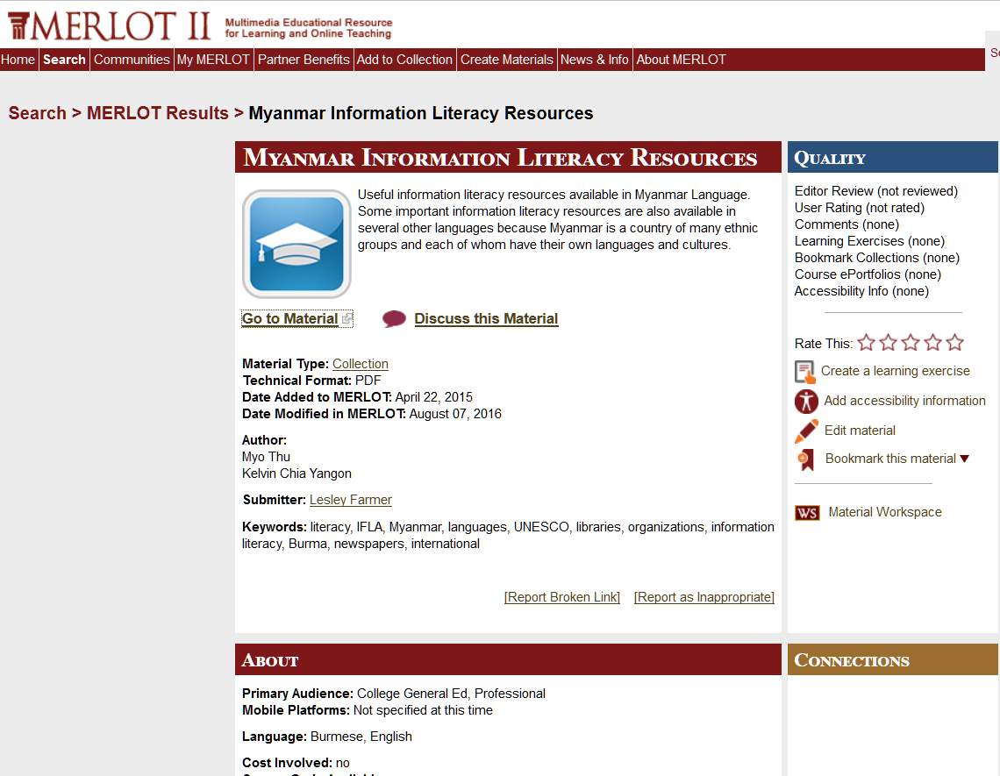 MERLOT II
Multimedia Educational Resource
for Learning and Online Teaching
Home Search Communities My MERLOT Partner Benefits Add to Collection Create Materials News & Info About MERLOT
Search > MERLOT Results > Myanmar Information Literacy Resources
Myanmar Information Literacy Resources
Useful information literacy resources available in Myanmar Language.
Some important information literacy resources are also available in
several other languages because Myanmar is a country of many ethnic
groups and each of whom have their own languages and cultures.
Go to Material
Discuss this Material
Material Type: Collection
Technical Format: PDF
Date Added to MERLOT: April 22, 2015
Date Modified in MERLOT: August 07, 2016
Author:
Myo Thu
Kelvin Chia Yangon
Submitter: Lesley Farmer
Keywords: literacy, IFLA, Myanmar, languages, UNESCO, libraries, organizations, information
literacy, Burma, newspapers, international
[Report Broken Link] [Report as Inappropriate]
Quality
Editor Review (not reviewed)
User Rating (not rated)
Comments (none)
Learning Exercises (none)
Bookmark Collections (none)
Course ePortfolios (none)
Accessibility Info (none)
Rate This:
Create a learning exercise
Add accessibility information
Edit material
Bookmark this material
WS Material Workspace
About
Primary Audience: College General Ed, Professional
Mobile Platforms: Not specified at this time
Language: Burmese, English
Cost Involved: no
Connections